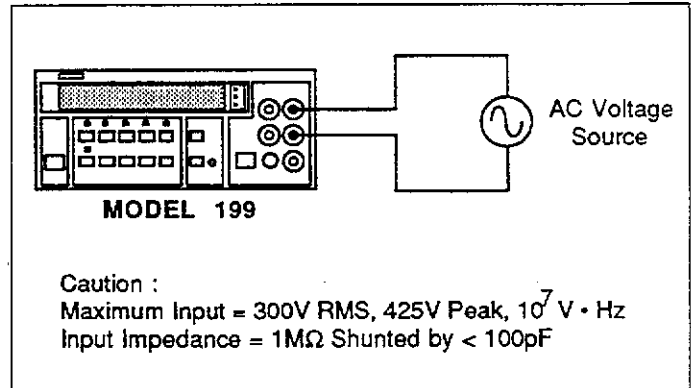 AC Voltage
Source
MODEL 199
Caution :
Maximum Input = 300V RMS, 425V Peak, 10⁷ V • Hz
Input Impedance = 1MΩ Shunted by < 100pF